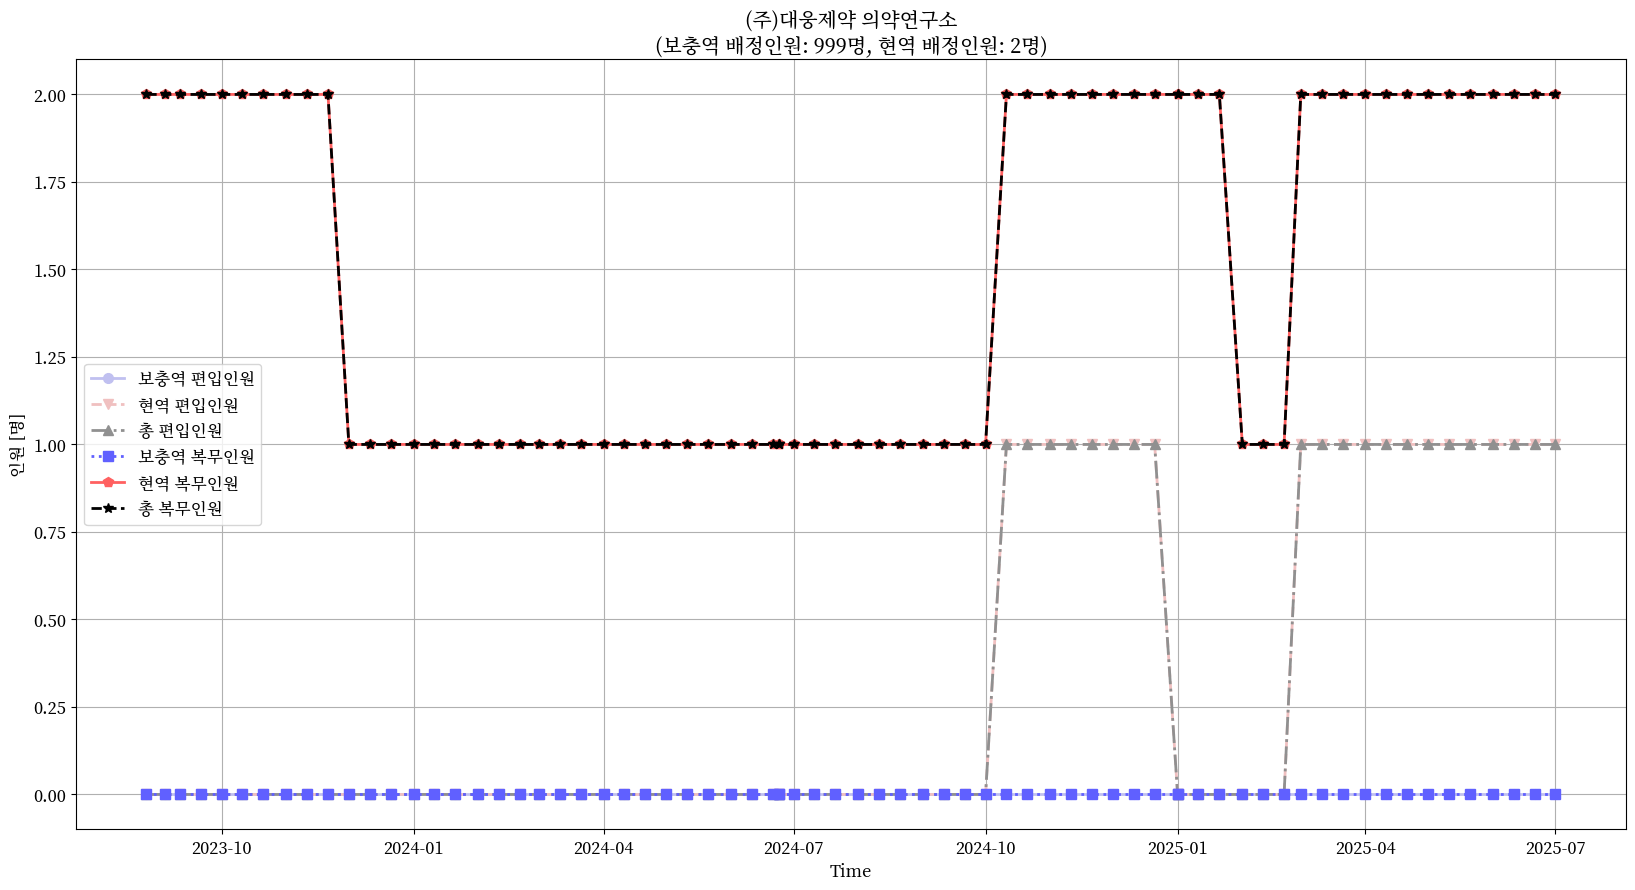 (주)대웅제약 의약연구소
(보충역 배정인원: 999명, 현역 배정인원: 2명)
인원 [명]
2.00
1.75
1.50
1.25
1.00
0.75
0.50
0.25
0.00
보충역 편입인원
현역 편입인원
총 편입인원
보충역 복무인원
현역 복무인원
총 복무인원
2023-10
2024-01
2024-04
2024-07
2024-10
2025-01
2025-04
2025-07
Time